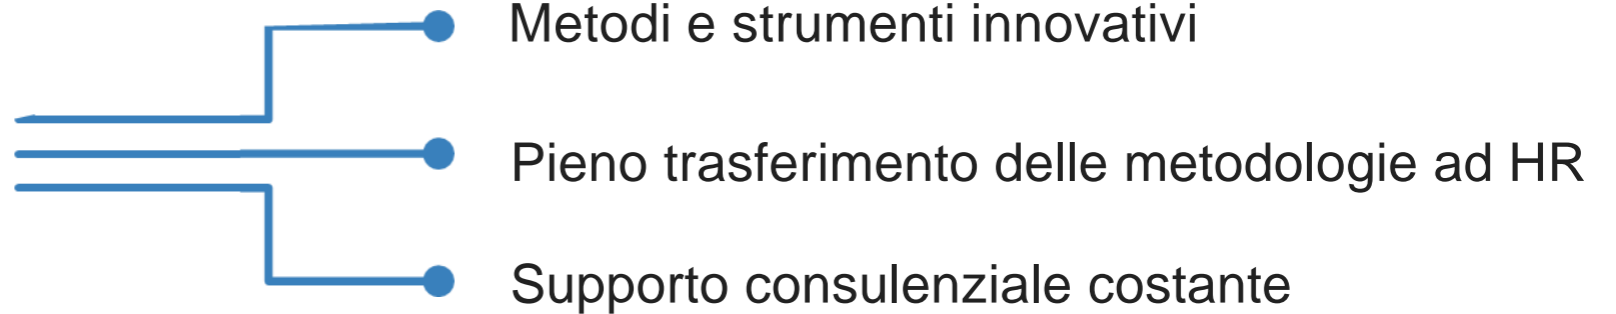 Metodi e strumenti innovativi
Pieno trasferimento delle metodologie ad HR
Supporto consulenziale costante